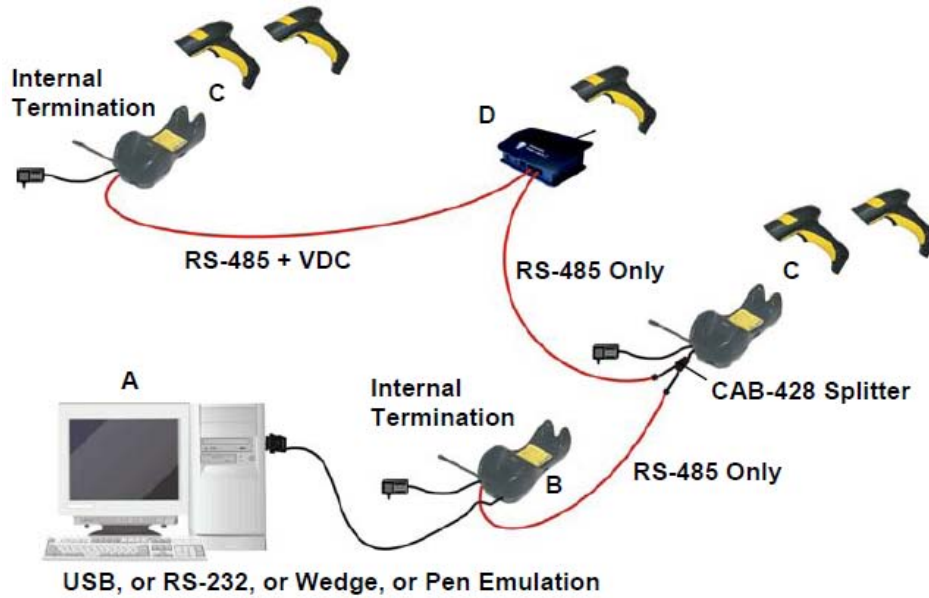 Internal
Termination
C
D
RS-485 + VDC
RS-485 Only
C
A
Internal
Termination
CAB-428 Splitter
B
RS-485 Only
USB, or RS-232, or Wedge, or Pen Emulation